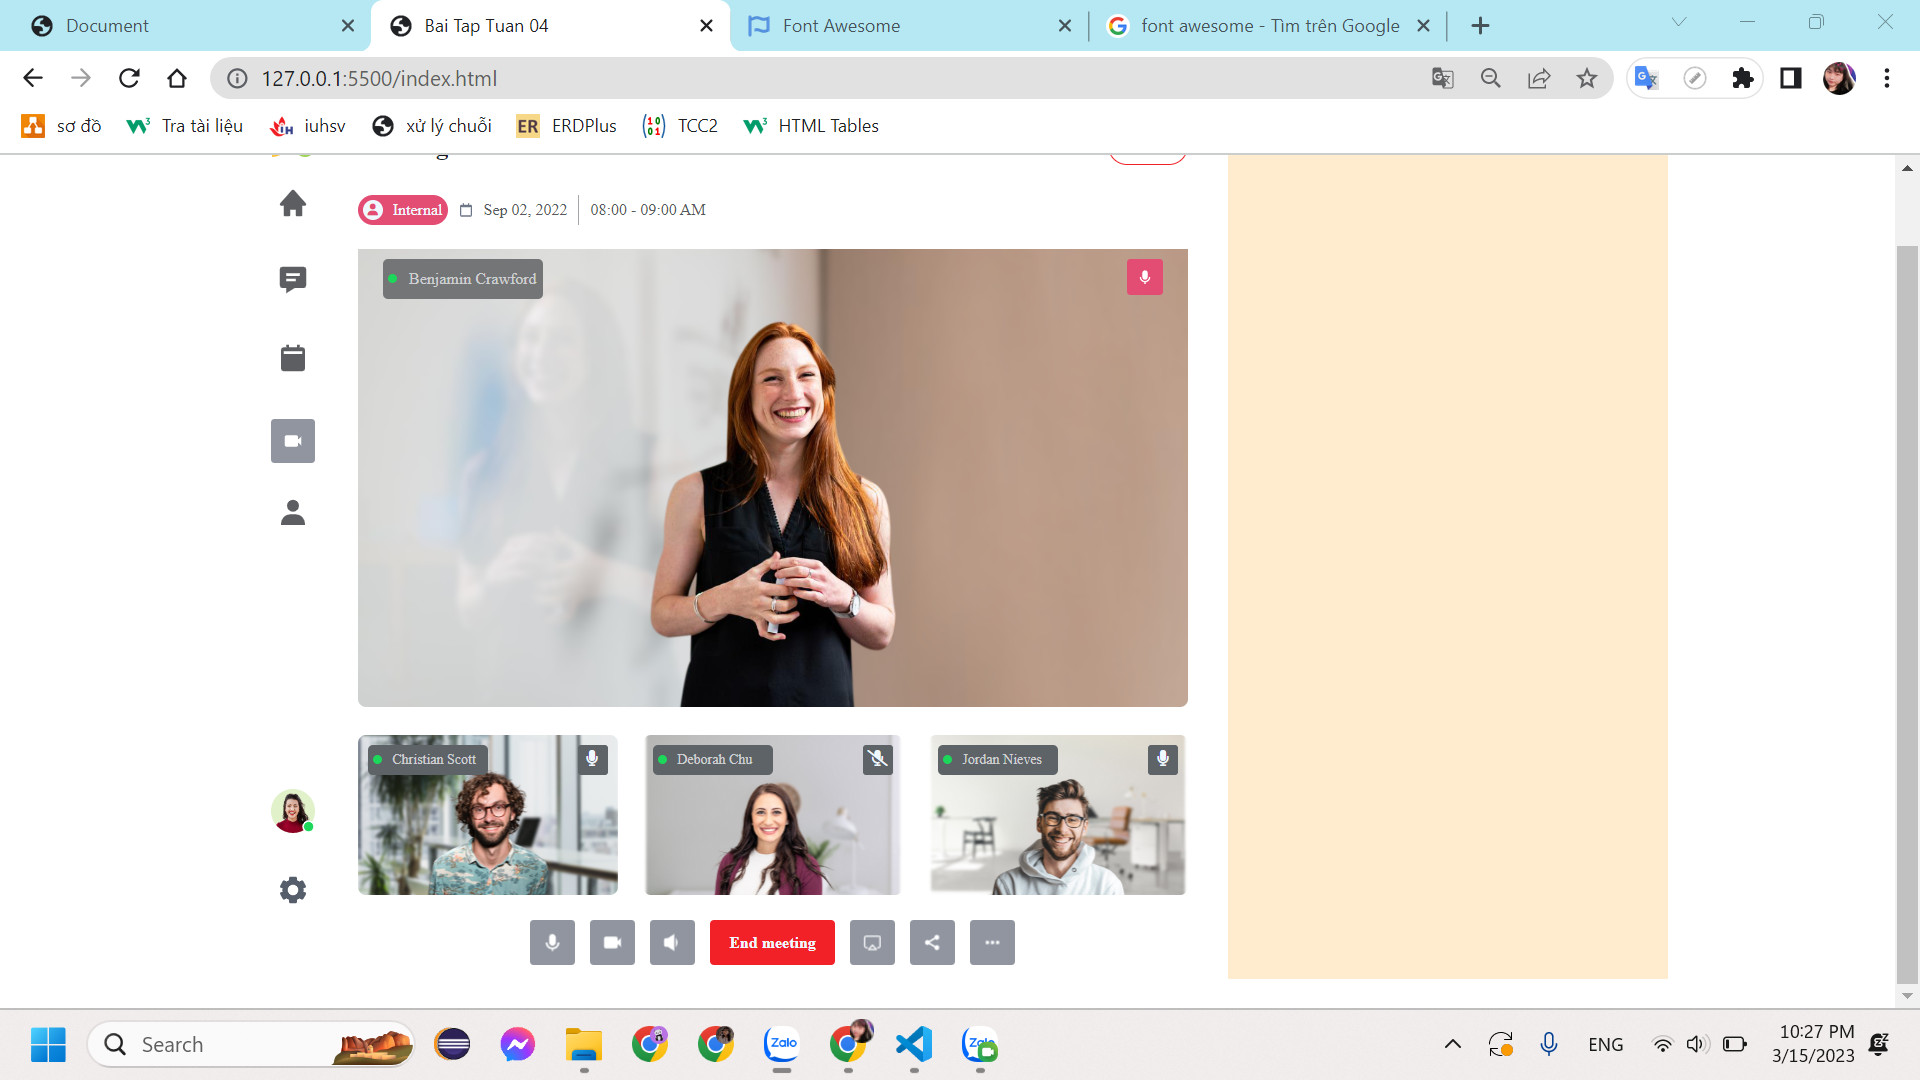 Document
Bai Tap Tuan 04
Font Awesome
font awesome - Tìm trên Google
127.0.0.1:5500/index.html
sơ đồ
Tra tài liệu
iuhsv
xử lý chuỗi
ER ERDPlus
TCC2
HTML Tables
Internal
Sep 02, 2022
08:00 - 09:00 AM
Benjamin Crawford
Christian Scott
Deborah Chu
Jordan Nieves
End meeting
Search
Zalo
ENG
10:27 PM
3/15/2023